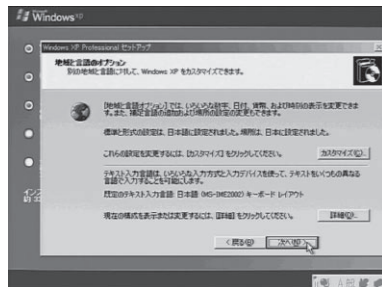 Windows xp
Windows XP Professional セットアップ
地域と言語のオプション
別の地域と言語に対して、Windows XP をカスタマイズできます。
[地域と言語オプション] では、いろいろな数字、日付、貨幣、および時刻の表示を変更できま
す。また、補足言語の追加および場所の設定の変更もできます。
標準と形式の設定は、日本語に設定されました。場所は、日本に設定されました。
これらの設定を変更するには、[カスタマイズ] をクリックしてください。
カスタマイズ(C)...
テキスト入力言語は、いろいろな入力方式と入力デバイスを使って、テキストをいくつもの異なる
言語で入力することを可能にします。
既定のテキスト入力言語: 日本語 (MS-IME2002) キーボード レイアウト
現在の構成を表示または変更するには、[詳細] をクリックしてください。
詳細(D)...
< 戻る(B)
次へ(N) >